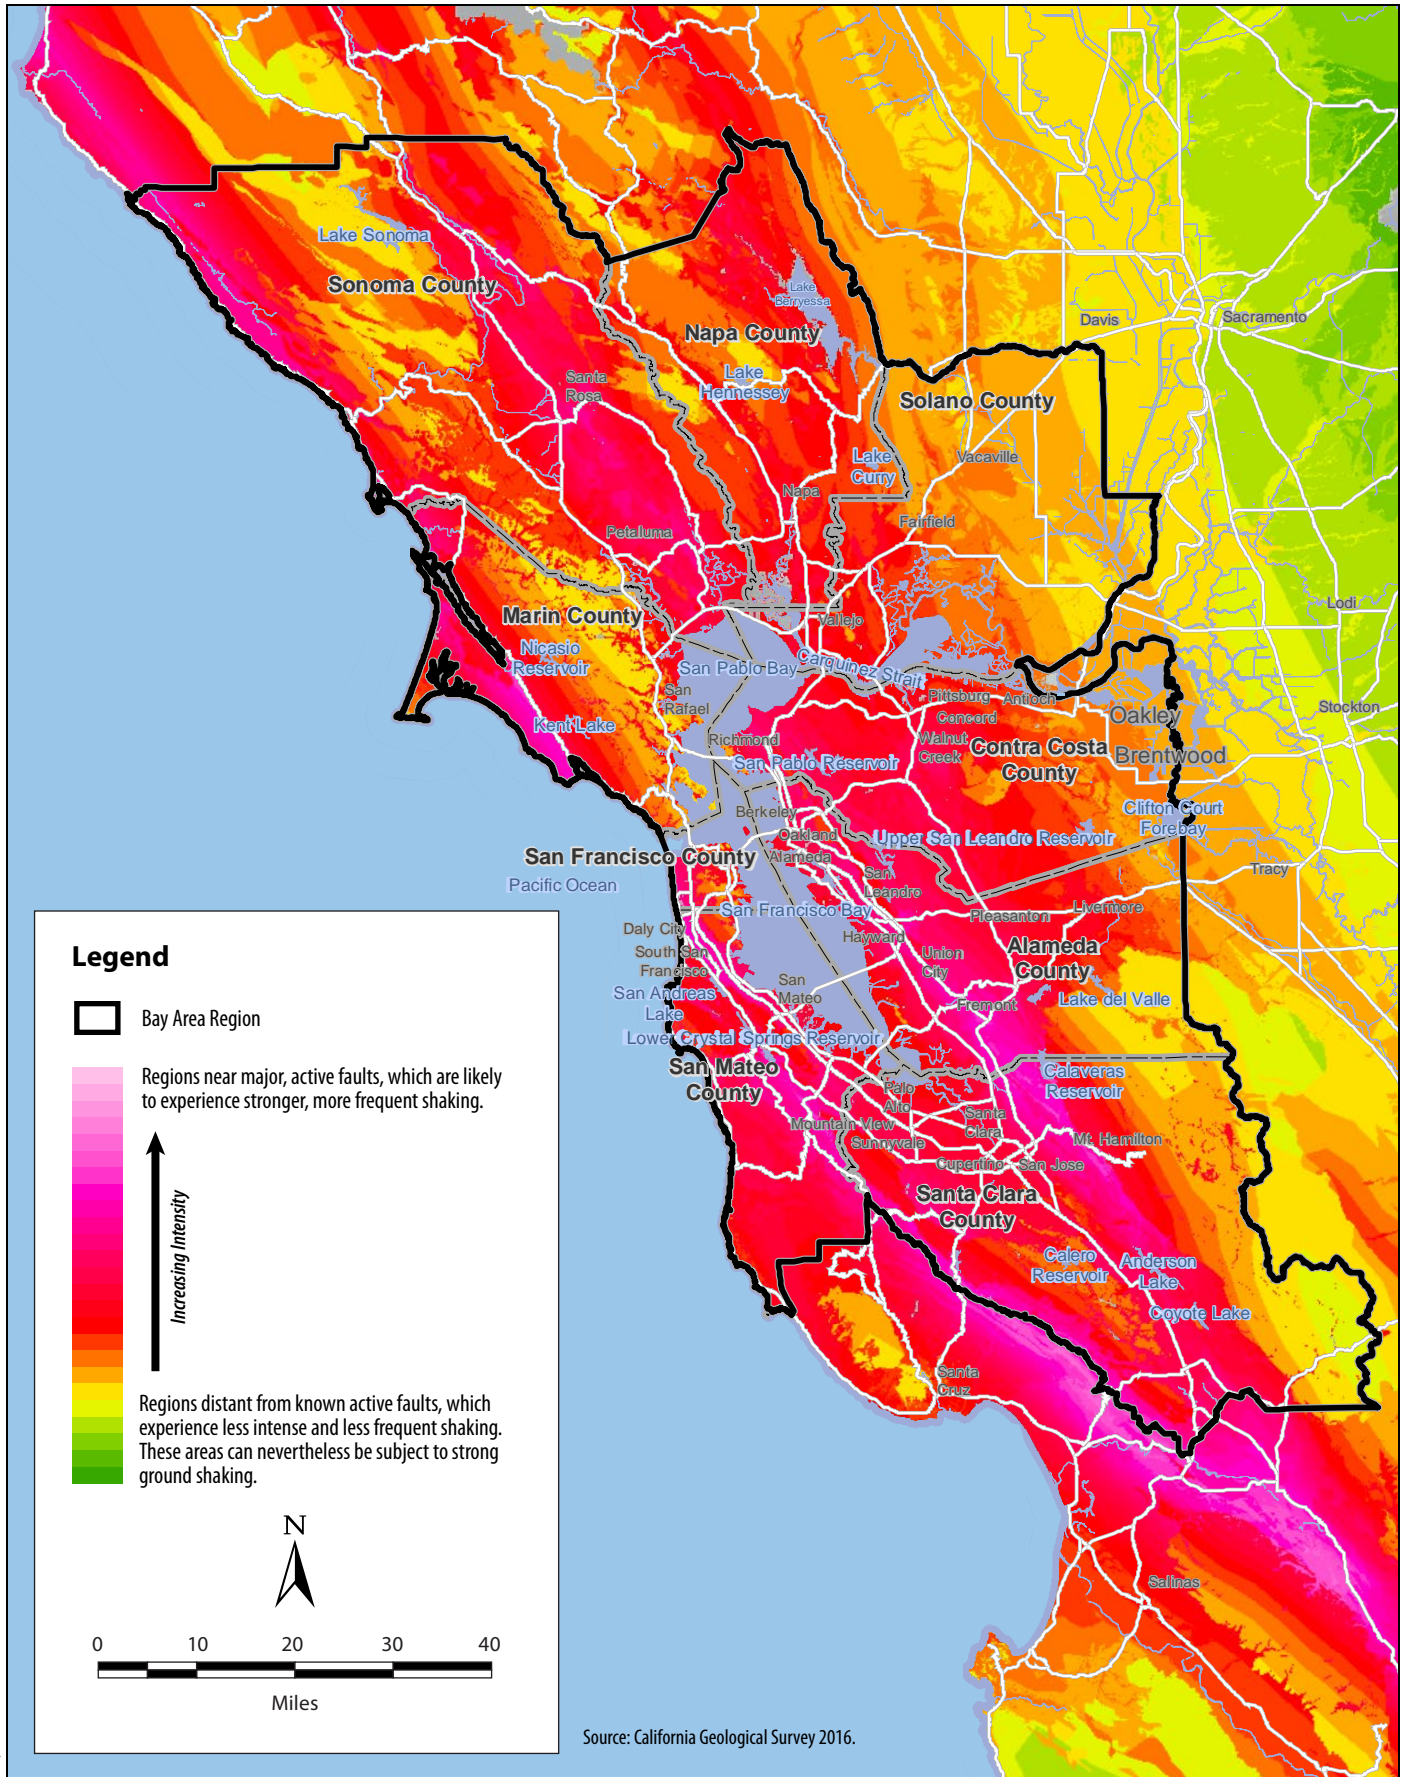 Lake Sonoma
Sonoma County
Lake
Berryessa
Napa County
Davis
Sacramento
Lake
Hennessey
Santa
Rosa
Solano County
Vacaville
Lake
Curry
Napa
Fairfield
Petaluma
Lodi
Marin County
Vallejo
Nicasio
Reservoir
San Pablo Bay
Carquinez Strait
San
Rafael
Pittsburg
Antioch
Concord
Oakley
Stockton
Kent Lake
Richmond
Walnut
Creek
Contra Costa
County
Brentwood
San Pablo Reservoir
Berkeley
Clifton Court
Forebay
Oakland
Upper San Leandro Reservoir
San Francisco County
Alameda
Pacific Ocean
San
Leandro
Tracy
San Francisco Bay
Pleasanton
Livermore
Daly City
Hayward
South San
Francisco
Union
City
Alameda
County
San Andreas
Lake
San
Mateo
Fremont
Lake del Valle
Lower Crystal Springs Reservoir
San Mateo
County
Calaveras
Reservoir
Palo
Alto
Mountain View
Santa
Clara
Sunnyvale
Mt. Hamilton
Cupertino
San Jose
Santa Clara
County
Calero
Reservoir
Anderson
Lake
Coyote Lake
Santa
Cruz
Salinas
Legend
Bay Area Region
Regions near major, active faults, which are likely
to experience stronger, more frequent shaking.
Increasing Intensity
Regions distant from known active faults, which
experience less intense and less frequent shaking.
These areas can nevertheless be subject to strong
ground shaking.
N
0 10 20 30 40
Miles
Source: California Geological Survey 2016.